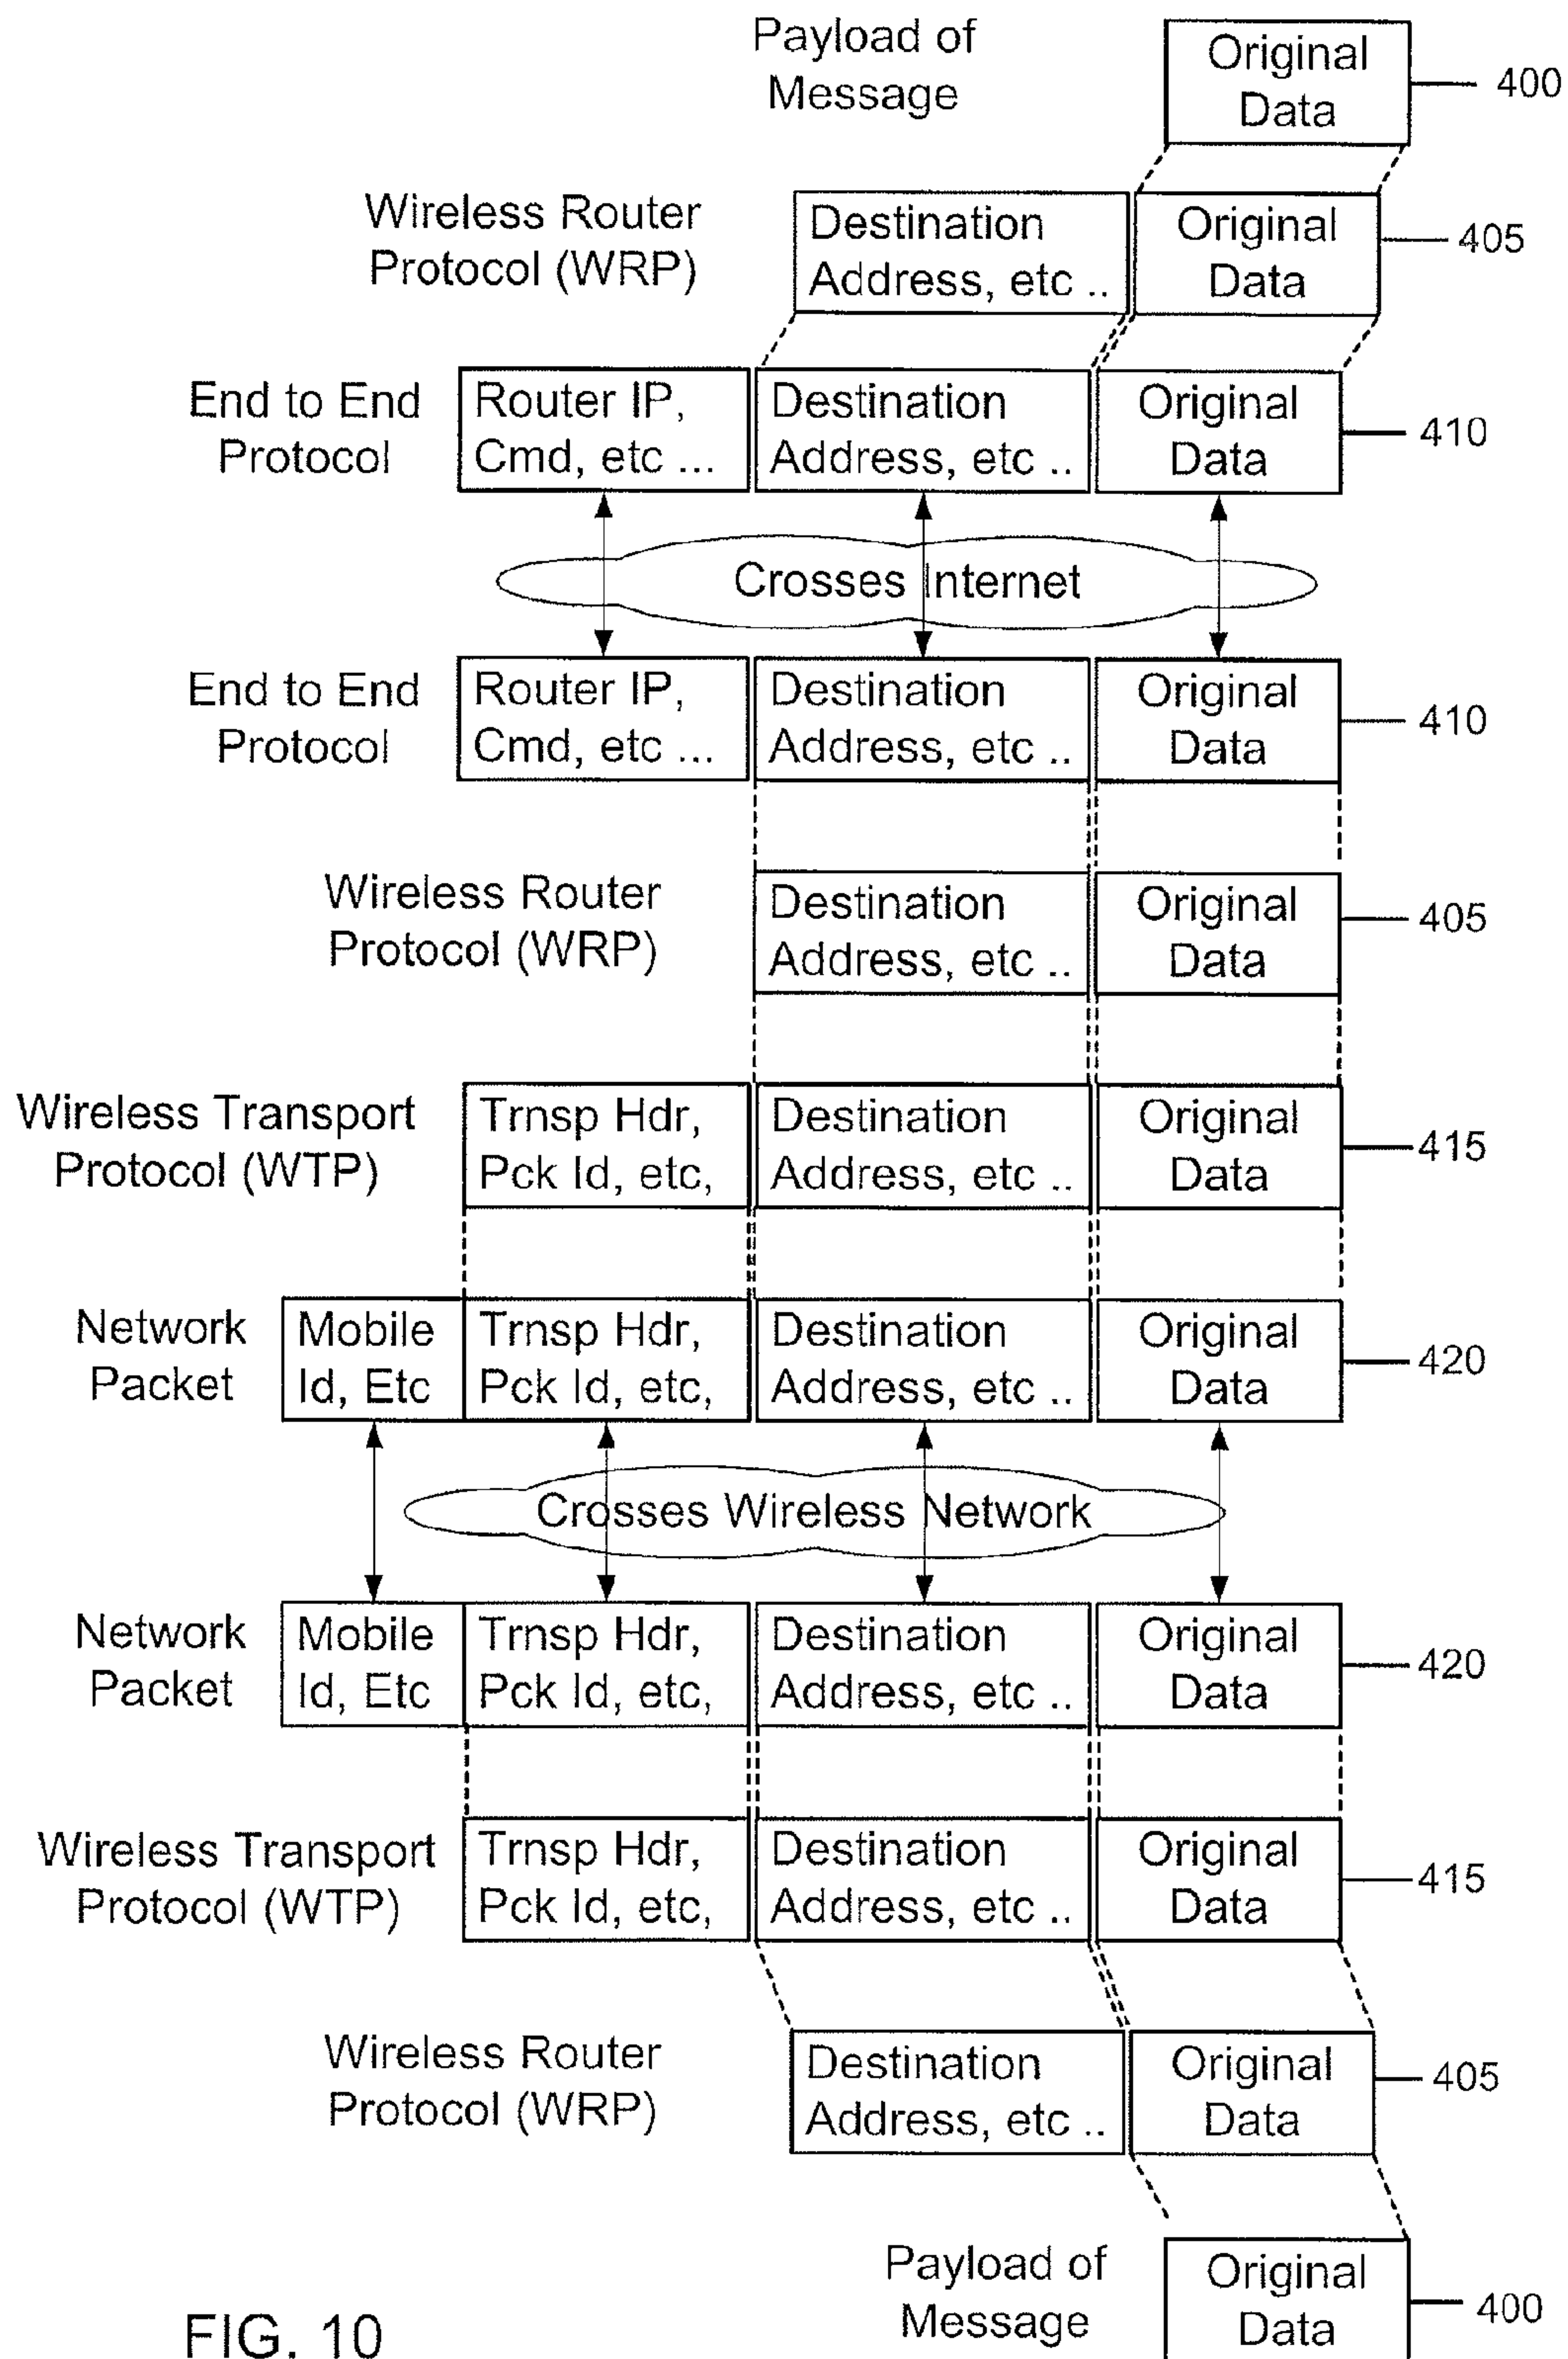 Payload of
Message
Original
Data
400
Wireless Router
Protocol (WRP)
Destination
Address, etc ..
Original
Data
405
End to End
Protocol
Router IP,
Cmd, etc ...
Destination
Address, etc ..
Original
Data
410
Crosses Internet
End to End
Protocol
Router IP,
Cmd, etc ...
Destination
Address, etc ..
Original
Data
410
Wireless Router
Protocol (WRP)
Destination
Address, etc ..
Original
Data
405
Wireless Transport
Protocol (WTP)
Trnsp Hdr,
Pck Id, etc,
Destination
Address, etc ..
Original
Data
415
Network
Packet
Mobile
Id, Etc
Trnsp Hdr,
Pck Id, etc,
Destination
Address, etc ..
Original
Data
420
Crosses Wireless Network
Network
Packet
Mobile
Id, Etc
Trnsp Hdr,
Pck Id, etc,
Destination
Address, etc ..
Original
Data
420
Wireless Transport
Protocol (WTP)
Trnsp Hdr,
Pck Id, etc,
Destination
Address, etc ..
Original
Data
415
Wireless Router
Protocol (WRP)
Destination
Address, etc ..
Original
Data
405
Payload of
Message
Original
Data
400
FIG. 10